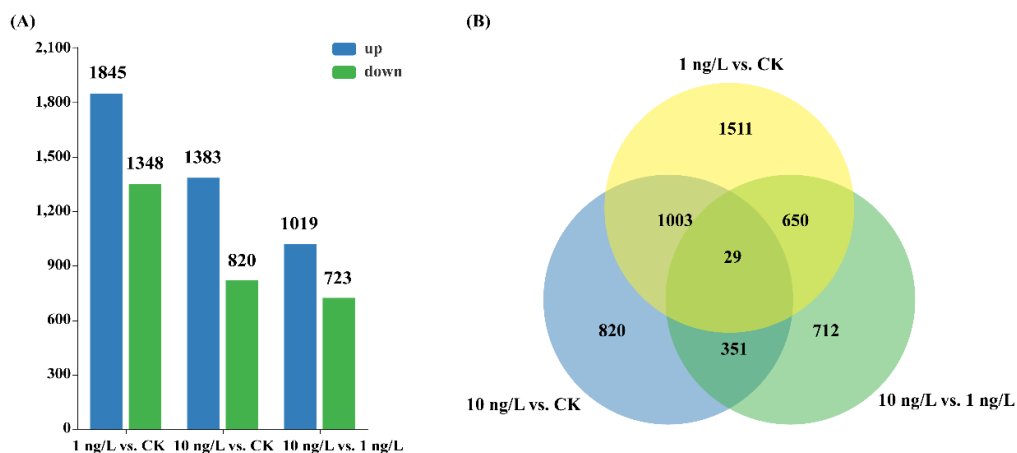 (A)
up
down
2,100
1,800
1,500
1,200
900
600
300
0
1845
1348
1383
820
1019
723
1 ng/L vs. CK
10 ng/L vs. CK
10 ng/L vs. 1 ng/L
(B)
1 ng/L vs. CK
1511
1003
650
29
820
351
712
10 ng/L vs. CK
10 ng/L vs. 1 ng/L